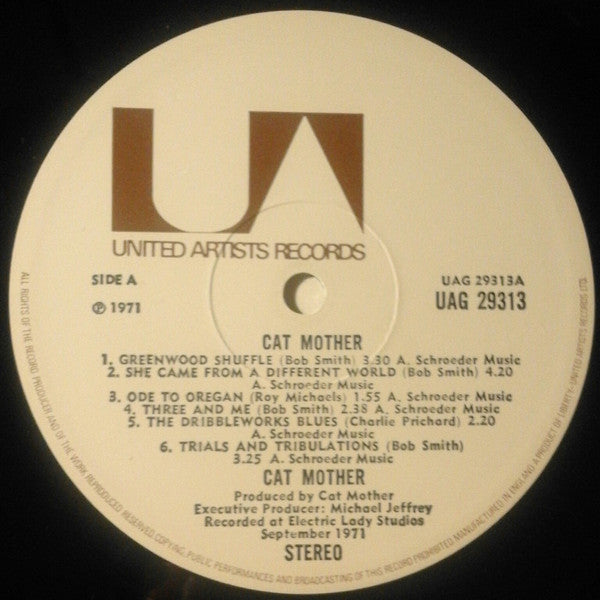 UA
UNITED ARTISTS RECORDS
SIDE A
℗ 1971
UAG 29313A
UAG 29313
CAT MOTHER
1. GREENWOOD SHUFFLE (Bob Smith) 3.30 A. Schroeder Music
2. SHE CAME FROM A DIFFERENT WORLD (Bob Smith) 4.20
A. Schroeder Music
3. ODE TO OREGAN (Roy Michaels) 1.55 A. Schroeder Music
4. THREE AND ME (Bob Smith) 2.38 A. Schroeder Music
5. THE DRIBBLEWORKS BLUES (Charlie Prichard) 2.20
A. Schroeder Music
6. TRIALS AND TRIBULATIONS (Bob Smith)
3.25 A. Schroeder Music
CAT MOTHER
Produced by Cat Mother
Executive Producer: Michael Jeffrey
Recorded at Electric Lady Studios
September 1971
STEREO
ALL RIGHTS OF THE RECORD PRODUCER AND OF THE WORK REPRODUCED RESERVED. COPYING, PUBLIC PERFORMANCES AND BROADCASTING OF THIS RECORD PROHIBITED. MANUFACTURED IN ENGLAND. A PRODUCT OF LIBERTY-UNITED ARTISTS RECORDS LTD.